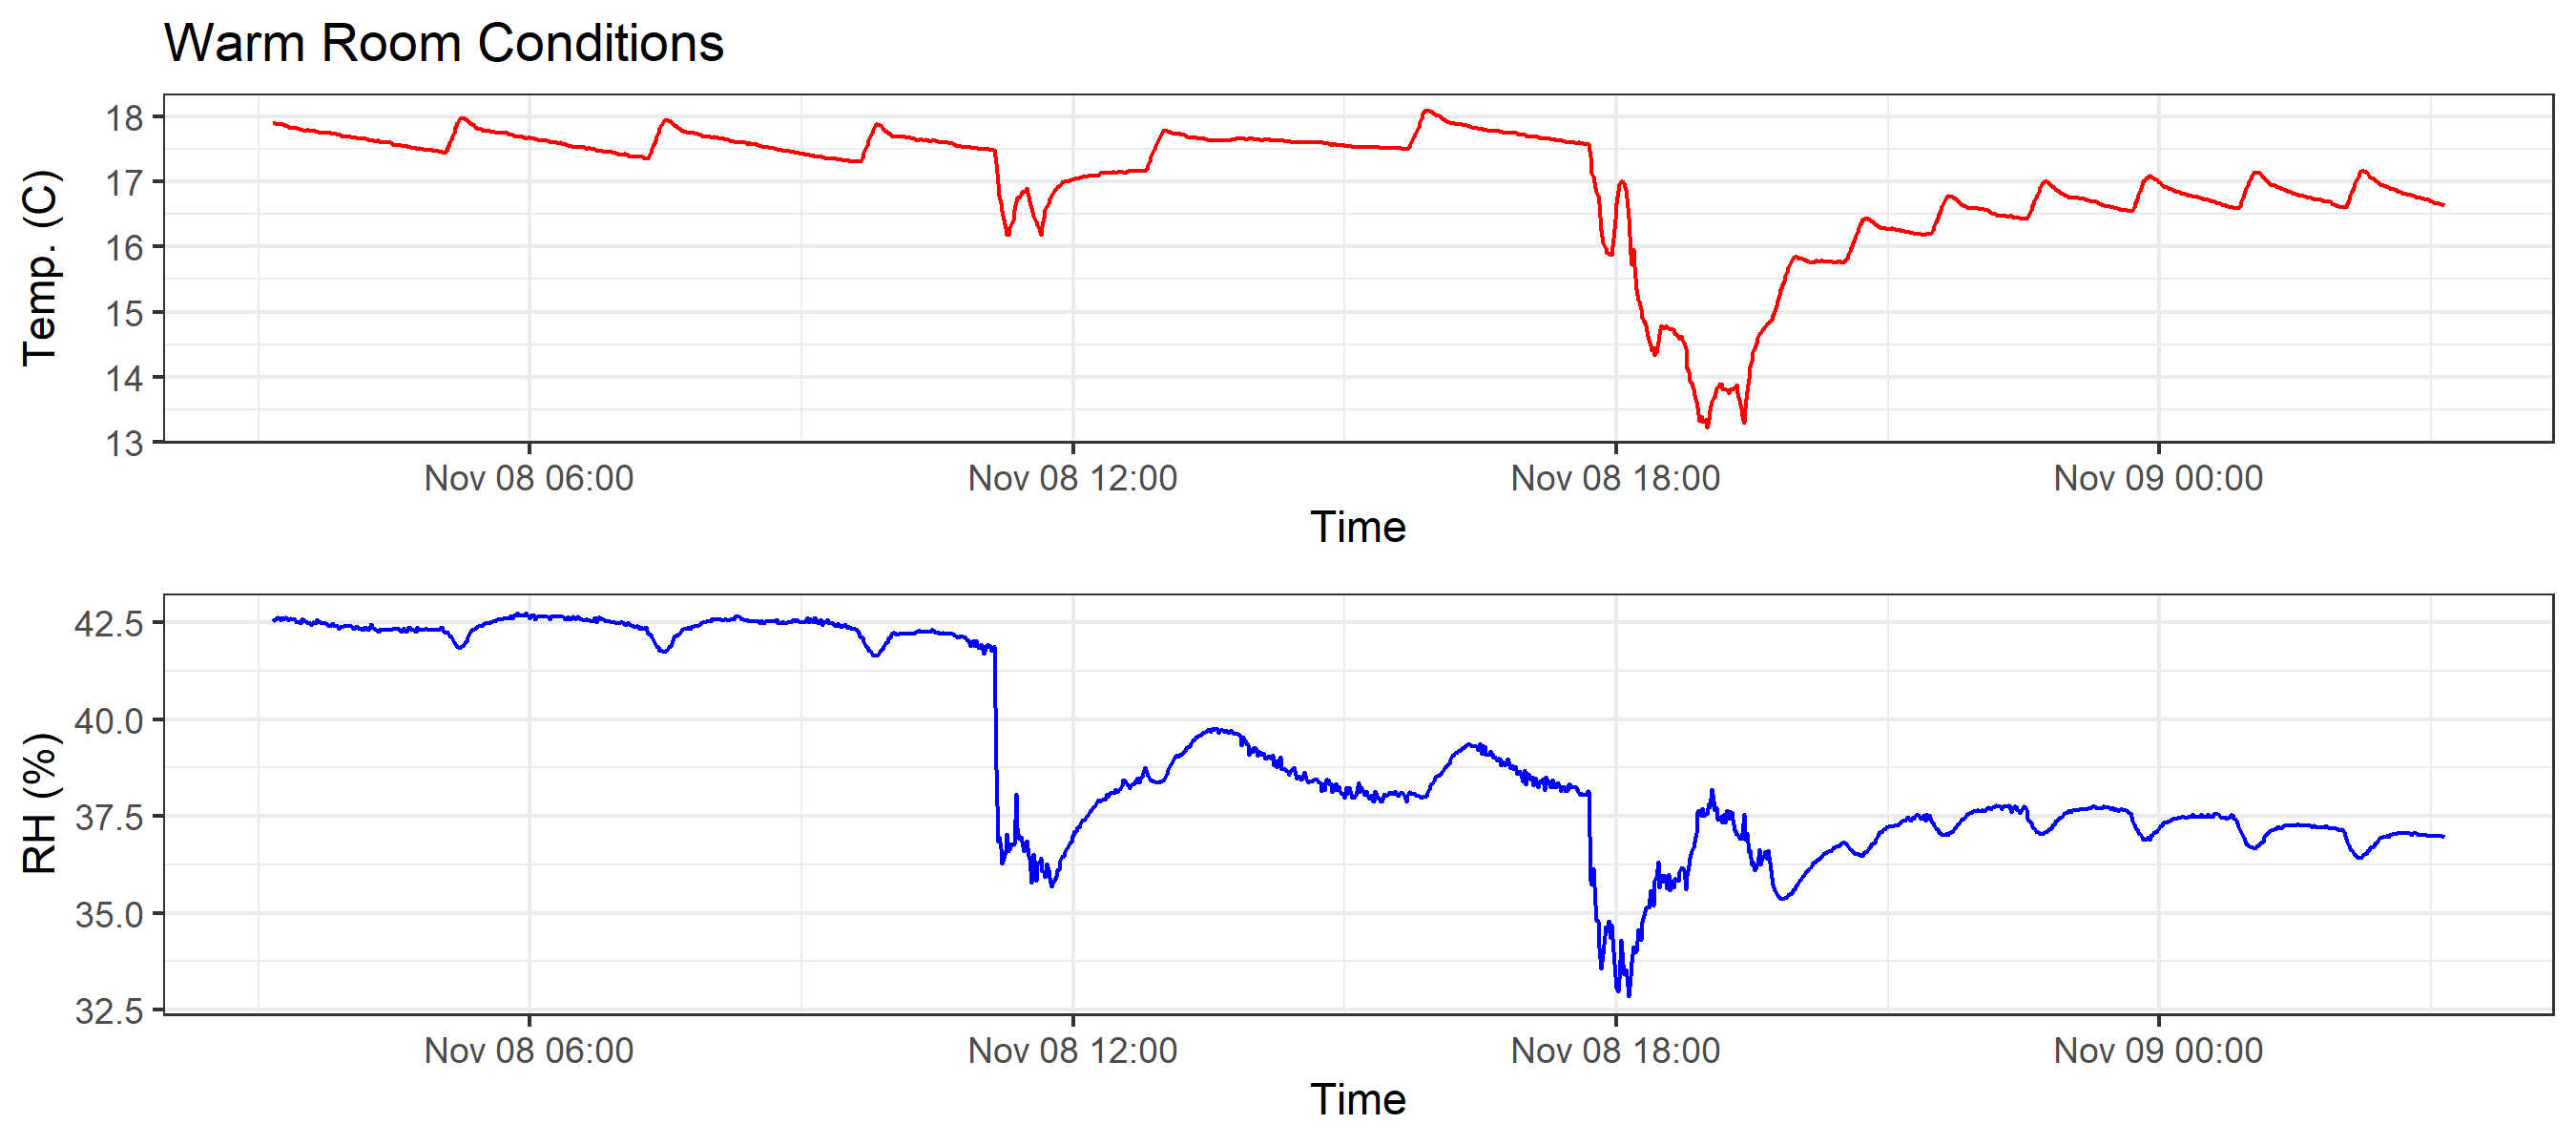 Warm Room Conditions
Temp. (C)
18
17
16
15
14
13
Nov 08 06:00 Nov 08 12:00 Nov 08 18:00 Nov 09 00:00
Time
RH (%)
42.5
40.0
37.5
35.0
32.5
Nov 08 06:00 Nov 08 12:00 Nov 08 18:00 Nov 09 00:00
Time